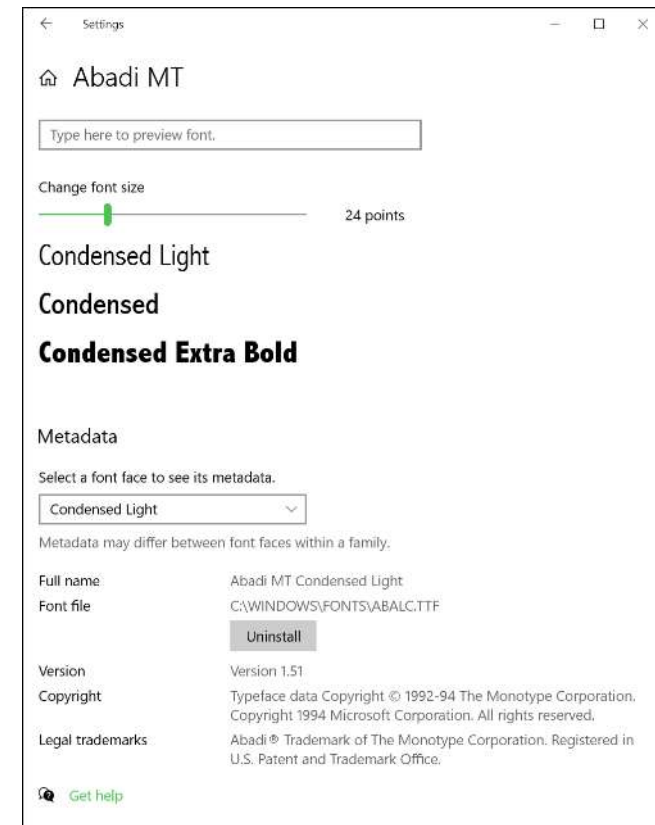 Settings
Abadi MT
Type here to preview font.
Change font size
24 points
Condensed Light
Condensed
Condensed Extra Bold
Metadata
Select a font face to see its metadata.
Condensed Light
Metadata may differ between font faces within a family.
Full name Abadi MT Condensed Light
Font file C:\WINDOWS\FONTS\ABALC.TTF
Uninstall
Version Version 1.51
Copyright Typeface data Copyright © 1992-94 The Monotype Corporation.
Copyright 1994 Microsoft Corporation. All rights reserved.
Legal trademarks Abadi® Trademark of The Monotype Corporation. Registered in
U.S. Patent and Trademark Office.
Get help